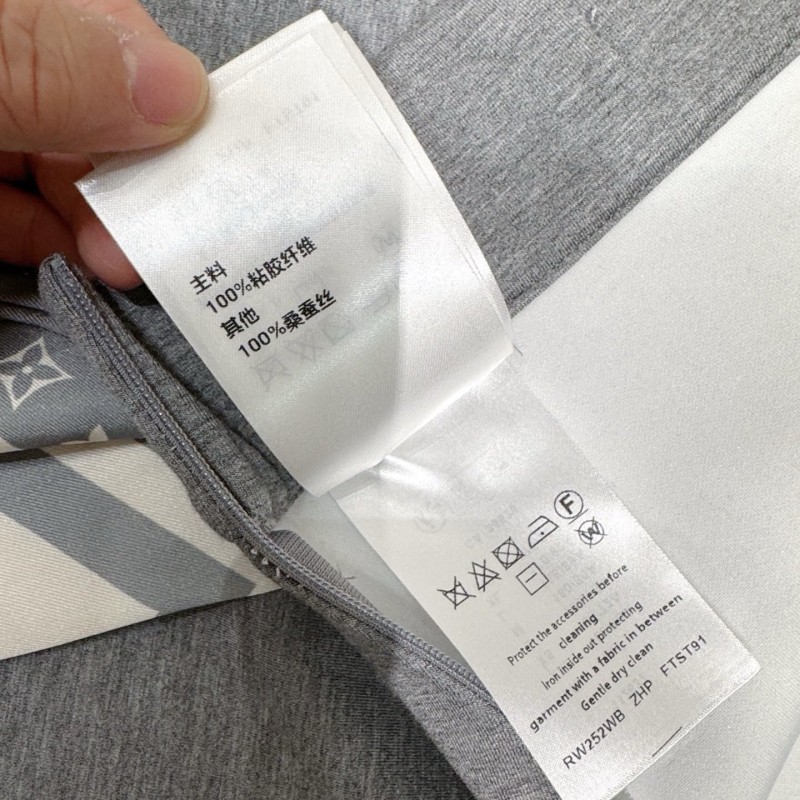 主料
100%粘胶纤维
其他
100%桑蚕丝
F
W
Protect the accessories before
cleaning
Iron inside out protecting
garment with a fabric in between
Gentle dry clean
RW252WB ZHP FTST91